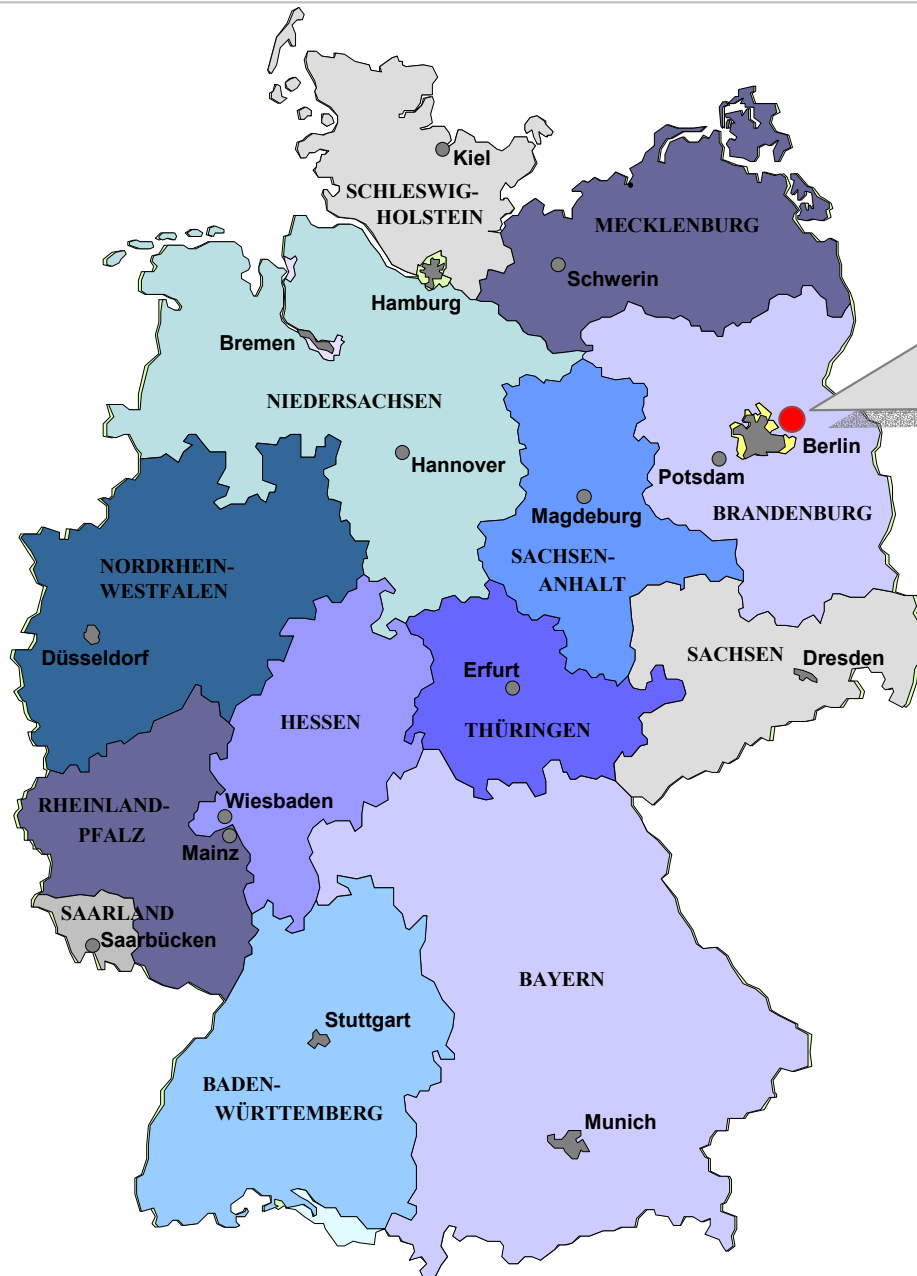 Kiel
SCHLESWIG-
HOLSTEIN
MECKLENBURG
Schwerin
Hamburg
Bremen
NIEDERSACHSEN
Berlin
Hannover
Potsdam
Magdeburg
BRANDENBURG
SACHSEN-
ANHALT
NORDRHEIN-
WESTFALEN
Düsseldorf
SACHSEN
Dresden
Erfurt
HESSEN
THÜRINGEN
Wiesbaden
RHEINLAND-
PFALZ
Mainz
SAARLAND
Saarbücken
BAYERN
Stuttgart
BADEN-
WÜRTTEMBERG
Munich